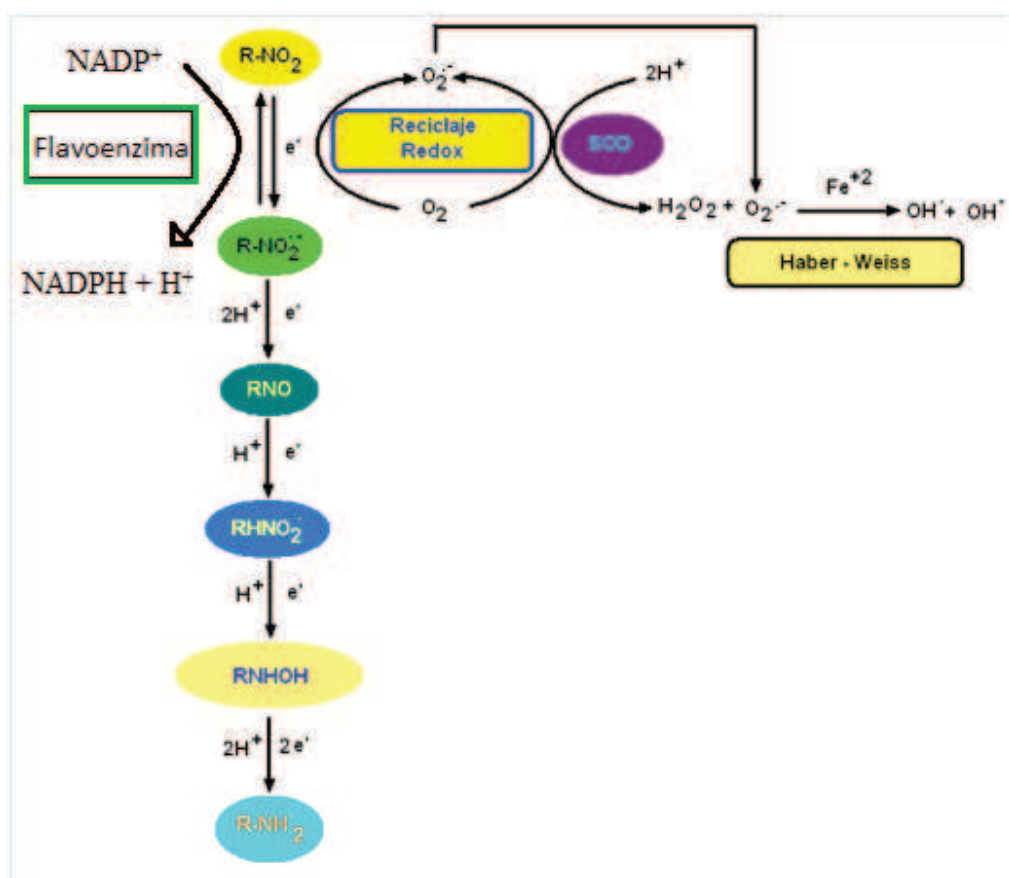 NADP⁺
R-NO₂
Flavoenzima
e⁻
R-NO₂·⁻
NADPH + H⁺
2H⁺ e⁻
RNO
H⁺ e⁻
RHNO₂⁻
H⁺ e⁻
RNHOH
2H⁺ 2e⁻
R-NH₂
O₂·⁻
2H⁺
Reciclaje
Redox
SOD
O₂
H₂O₂ + O₂·⁻
Fe⁺²
OH⁻ + OH·
Haber - Weiss